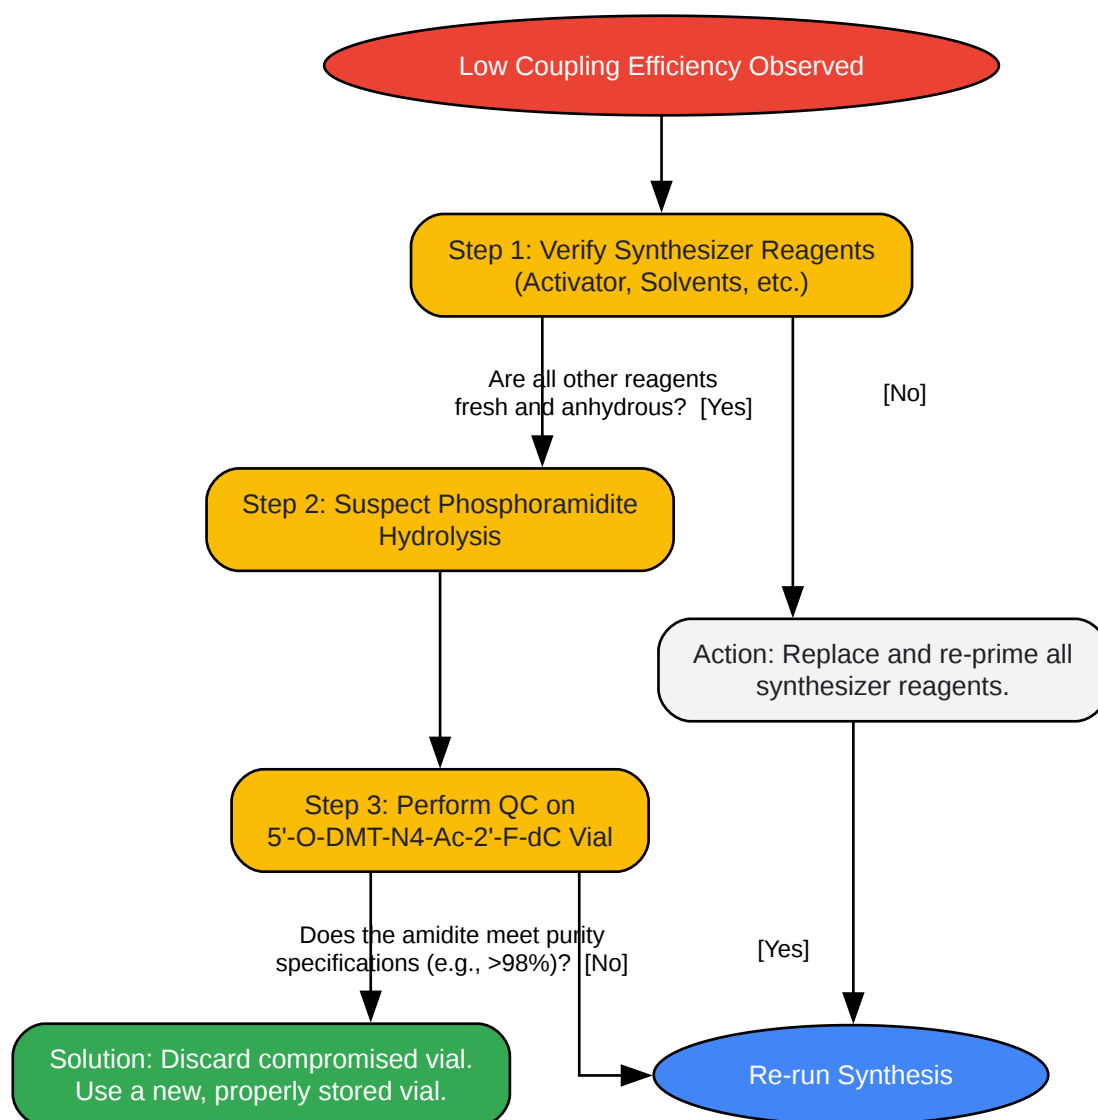 Low Coupling Efficiency Observed
Step 1: Verify Synthesizer Reagents
(Activator, Solvents, etc.)
Are all other reagents
fresh and anhydrous?  [Yes]
[No]
Step 2: Suspect Phosphoramidite
Hydrolysis
Action: Replace and re-prime all
synthesizer reagents.
Step 3: Perform QC on
5'-O-DMT-N4-Ac-2'-F-dC Vial
Does the amidite meet purity
specifications (e.g., >98%)?  [No]
[Yes]
Solution: Discard compromised vial.
Use a new, properly stored vial.
Re-run Synthesis